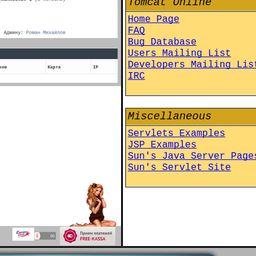 Админу: Роман Михайлов
Карта
IP
Прием платежей
FREE-KASSA
Tomcat Online
Home Page
FAQ
Bug Database
Users Mailing List
Developers Mailing List
IRC
Miscellaneous
Servlets Examples
JSP Examples
Sun's Java Server Pages
Sun's Servlet Site